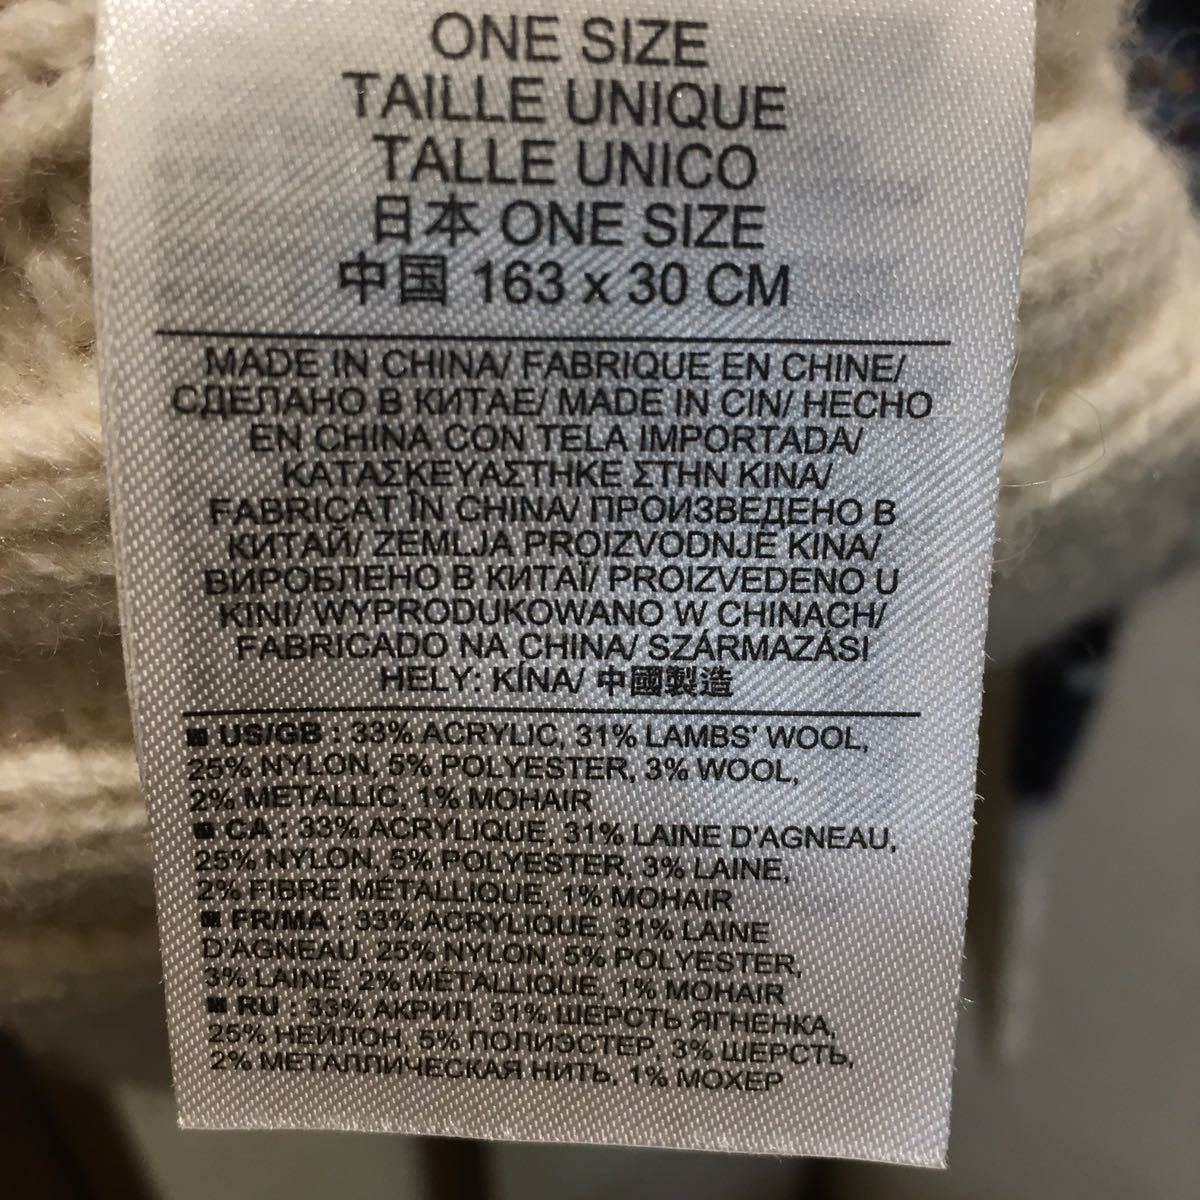 ONE SIZE
TAILLE UNIQUE
TALLE UNICO
日本 ONE SIZE
中国 163 x 30 CM
MADE IN CHINA/ FABRIQUE EN CHINE/
СДЕЛАНО В КИТАЕ/ MADE IN CIN/ HECHO
EN CHINA CON TELA IMPORTADA/
ΚΑΤΑΣΚΕΥΑΣΤΗΚΕ ΣΤΗΝ ΚΙΝΑ/
FABRICAT ÎN CHINA/ ПРОИЗВЕДЕНО В
КИТАЙ/ ZEMLJA PROIZVODNJE KINA/
ВИРОБЛЕНО В КИТАЇ/ PROIZVEDENO U
KINI/ WYPRODUKOWANO W CHINACH/
FABRICADO NA CHINA/ SZÁRMAZÁSI
HELY: KÍNA/ 中國製造
■ US/GB : 33% ACRYLIC, 31% LAMBS' WOOL,
25% NYLON, 5% POLYESTER, 3% WOOL,
2% METALLIC, 1% MOHAIR
■ CA : 33% ACRYLIQUE, 31% LAINE D'AGNEAU,
25% NYLON, 5% POLYESTER, 3% LAINE,
2% FIBRE MÉTALLIQUE, 1% MOHAIR
■ FR/MA : 33% ACRYLIQUE, 31% LAINE
D'AGNEAU, 25% NYLON, 5% POLYESTER,
3% LAINE, 2% METALLIQUE, 1% MOHAIR
■ RU : 33% АКРИЛ, 31% ШЕРСТЬ ЯГНЕНКА,
25% НЕЙЛОН, 5% ПОЛИЭСТЕР, 3% ШЕРСТЬ,
2% МЕТАЛЛИЧЕСКАЯ НИТЬ, 1% МОХЕР